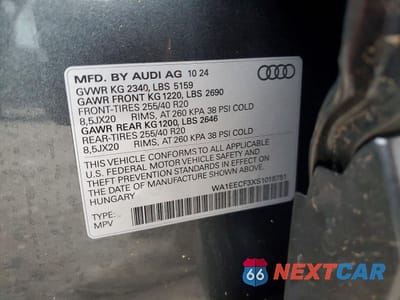 MFD. BY AUDI AG 10 24
GVWR KG 2340, LBS 5159
GAWR FRONT KG1220, LBS 2690
FRONT-TIRES 255/40 R20
8,5JX20 RIMS, AT 260 KPA 38 PSI COLD
GAWR REAR KG1200, LBS 2646
REAR-TIRES 255/40 R20
8,5JX20 RIMS, AT 260 KPA 38 PSI COLD
THIS VEHICLE CONFORMS TO ALL APPLICABLE
U.S. FEDERAL MOTOR VEHICLE SAFETY AND
THEFT PREVENTION STANDARDS IN EFFECT ON
THE DATE OF MANUFACTURE SHOWN ABOVE.
HUNGARY
WA1EECF3XS1018751
TYPE:
MPV
66 NEXTCAR